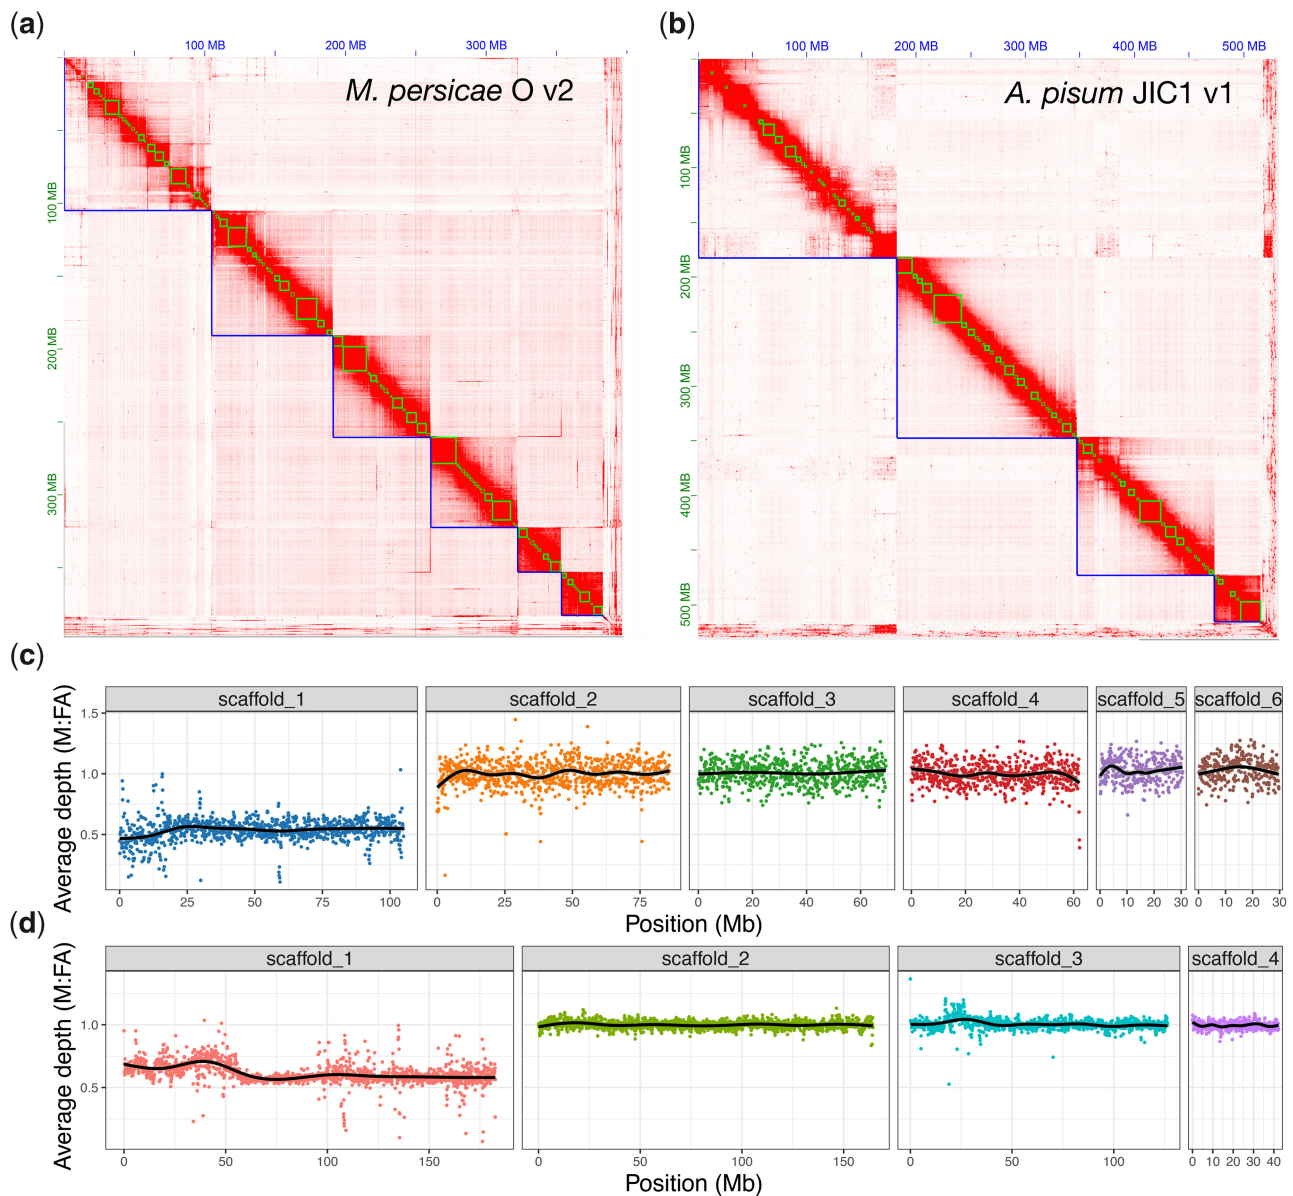 (a)
100 MB 200 MB 300 MB
M. persicae O v2
100 MB
200 MB
300 MB
(b)
100 MB 200 MB 300 MB 400 MB 500 MB
A. pisum JIC1 v1
100 MB
200 MB
300 MB
400 MB
500 MB
(c)
scaffold_1 scaffold_2 scaffold_3 scaffold_4 scaffold_5 scaffold_6
Average depth (M:FA)
1.5
1.0
0.5
0 25 50 75 100 0 25 50 75 0 20 40 60 0 20 40 60 0 10 20 30 0 10 20 30
Position (Mb)
(d)
scaffold_1 scaffold_2 scaffold_3 scaffold_4
Average depth (M:FA)
1.0
0.5
0 50 100 150 0 50 100 150 0 50 100 0 10 20 30 40
Position (Mb)